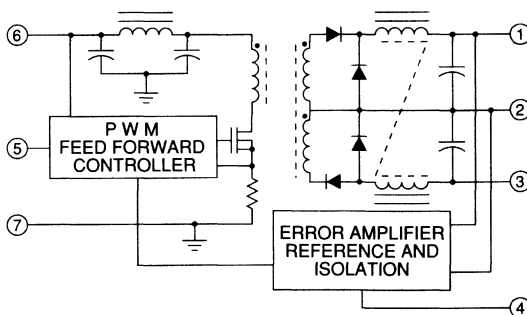 6
1
P W M
FEED FORWARD
CONTROLLER
2
5
3
7
ERROR AMPLIFIER
REFERENCE AND
ISOLATION
4